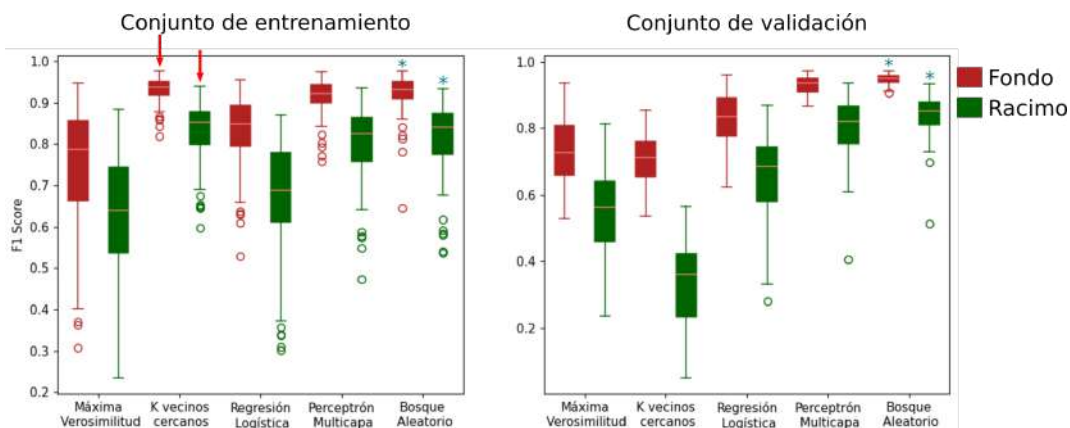 Conjunto de entrenamiento
Conjunto de validación
1.0
0.9
0.8
0.7
0.6
0.5
0.4
0.3
0.2
F1 Score
Máxima
Verosimilitud
K vecinos
cercanos
Regresión
Logística
Perceptrón
Multicapa
Bosque
Aleatorio
*
*
1.0
0.8
0.6
0.4
0.2
Máxima
Verosimilitud
K vecinos
cercanos
Regresión
Logística
Perceptrón
Multicapa
Bosque
Aleatorio
*
*
Fondo
Racimo